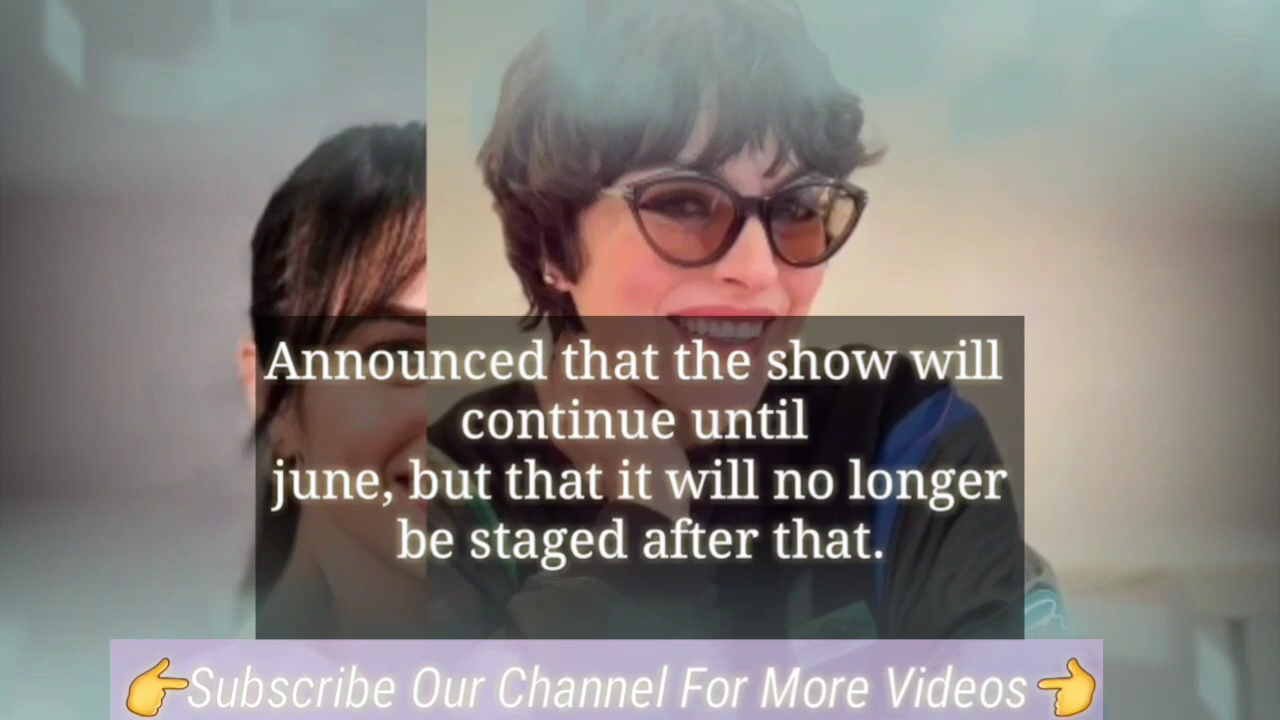 Announced that the show will
continue until
june, but that it will no longer
be staged after that.
👉Subscribe Our Channel For More Videos👈